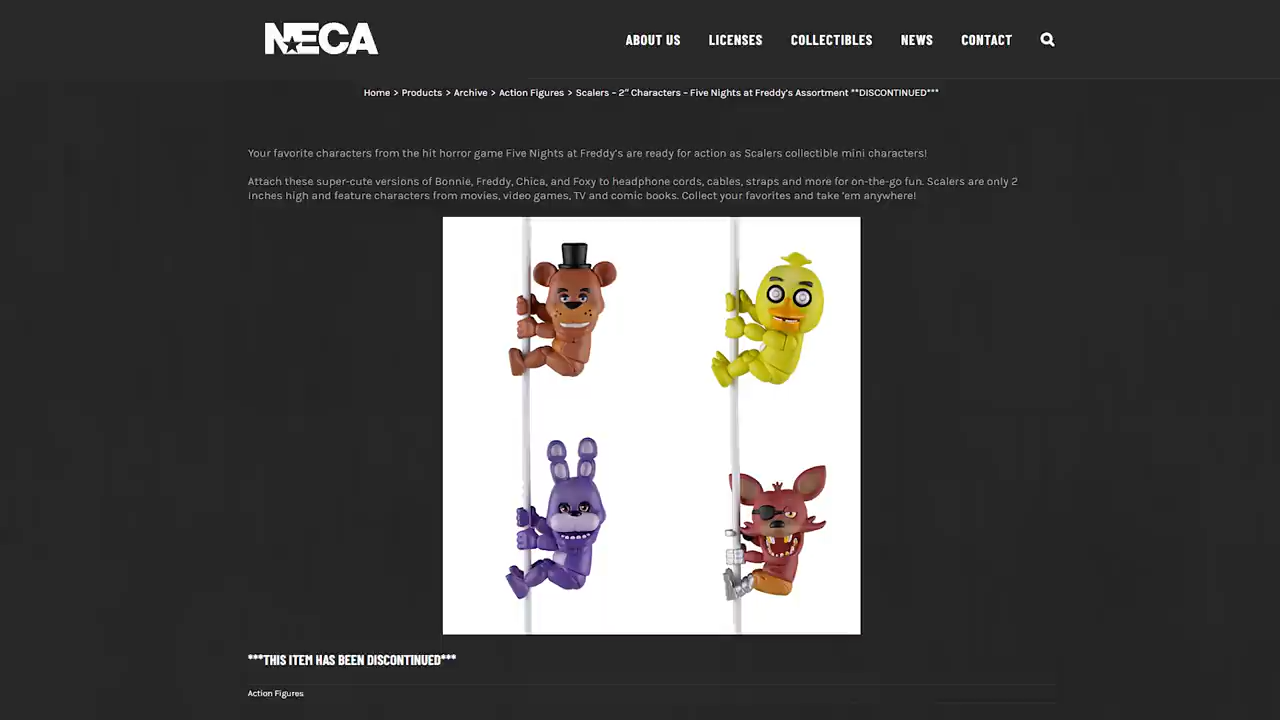 NECA
ABOUT US LICENSES COLLECTIBLES NEWS CONTACT
Home > Products > Archive > Action Figures > Scalers – 2″ Characters – Five Nights at Freddy's Assortment **DISCONTINUED***
Your favorite characters from the hit horror game Five Nights at Freddy's are ready for action as Scalers collectible mini characters!
Attach these super-cute versions of Bonnie, Freddy, Chica, and Foxy to headphone cords, cables, straps and more for on-the-go fun. Scalers are only 2
inches high and feature characters from movies, video games, TV and comic books. Collect your favorites and take 'em anywhere!
***THIS ITEM HAS BEEN DISCONTINUED***
Action Figures